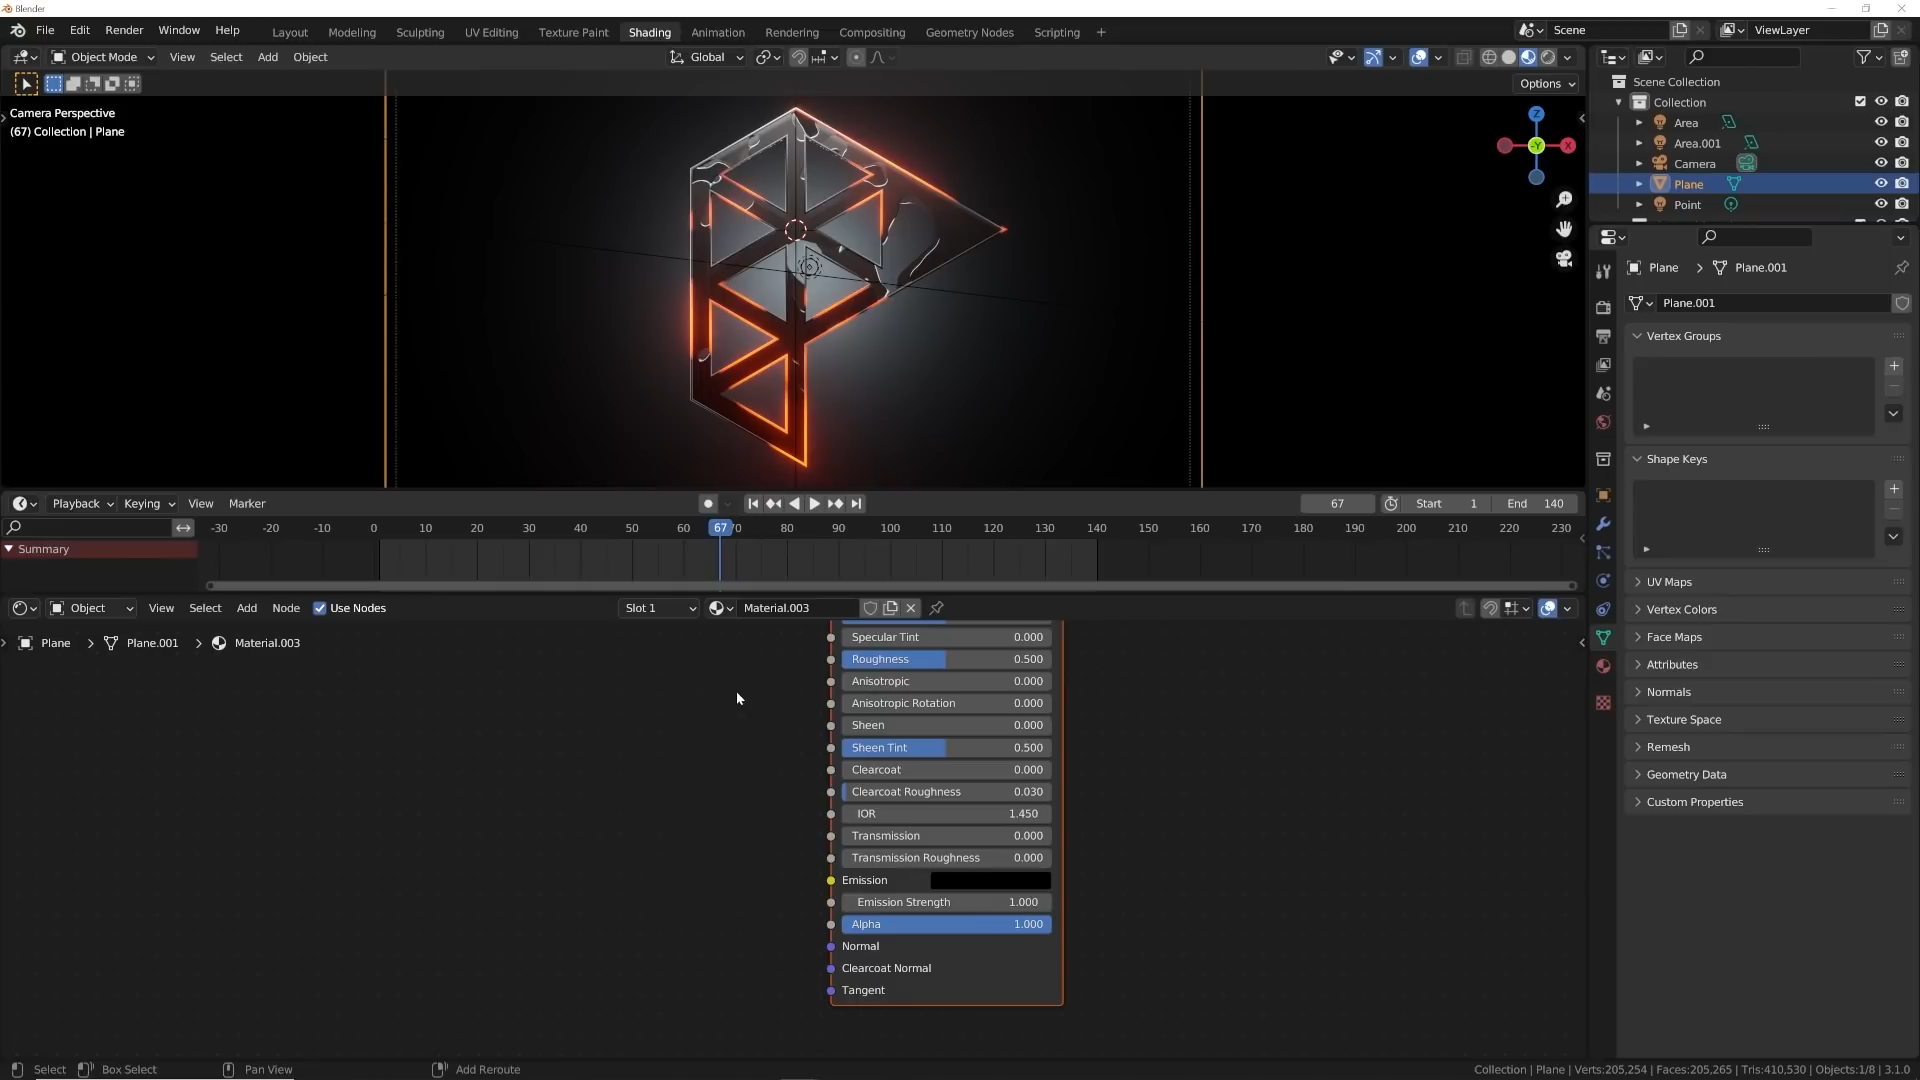 Blender
File Edit Render Window Help Layout Modeling Sculpting UV Editing Texture Paint Shading Animation Rendering Compositing Geometry Nodes Scripting + Scene ViewLayer
Object Mode View Select Add Object Global
Options
Camera Perspective
(67) Collection | Plane
Z
X
-Y
Scene Collection
Collection
Area
Area.001
Camera
Plane
Point
Plane > Plane.001
Plane.001
Vertex Groups
Shape Keys
UV Maps
Vertex Colors
Face Maps
Attributes
Normals
Texture Space
Remesh
Geometry Data
Custom Properties
Playback Keying View Marker 67 Start 1 End 140
-30 -20 -10 0 10 20 30 40 50 60 67 70 80 90 100 110 120 130 140 150 160 170 180 190 200 210 220 230
Summary
Object View Select Add Node Use Nodes Slot 1 Material.003
Plane > Plane.001 > Material.003
Specular Tint 0.000
Roughness 0.500
Anisotropic 0.000
Anisotropic Rotation 0.000
Sheen 0.000
Sheen Tint 0.500
Clearcoat 0.000
Clearcoat Roughness 0.030
IOR 1.450
Transmission 0.000
Transmission Roughness 0.000
Emission
Emission Strength 1.000
Alpha 1.000
Normal
Clearcoat Normal
Tangent
Select Box Select Pan View Add Reroute Collection | Plane | Verts:205,254 | Faces:205,265 | Tris:410,530 | Objects:1/8 | 3.1.0